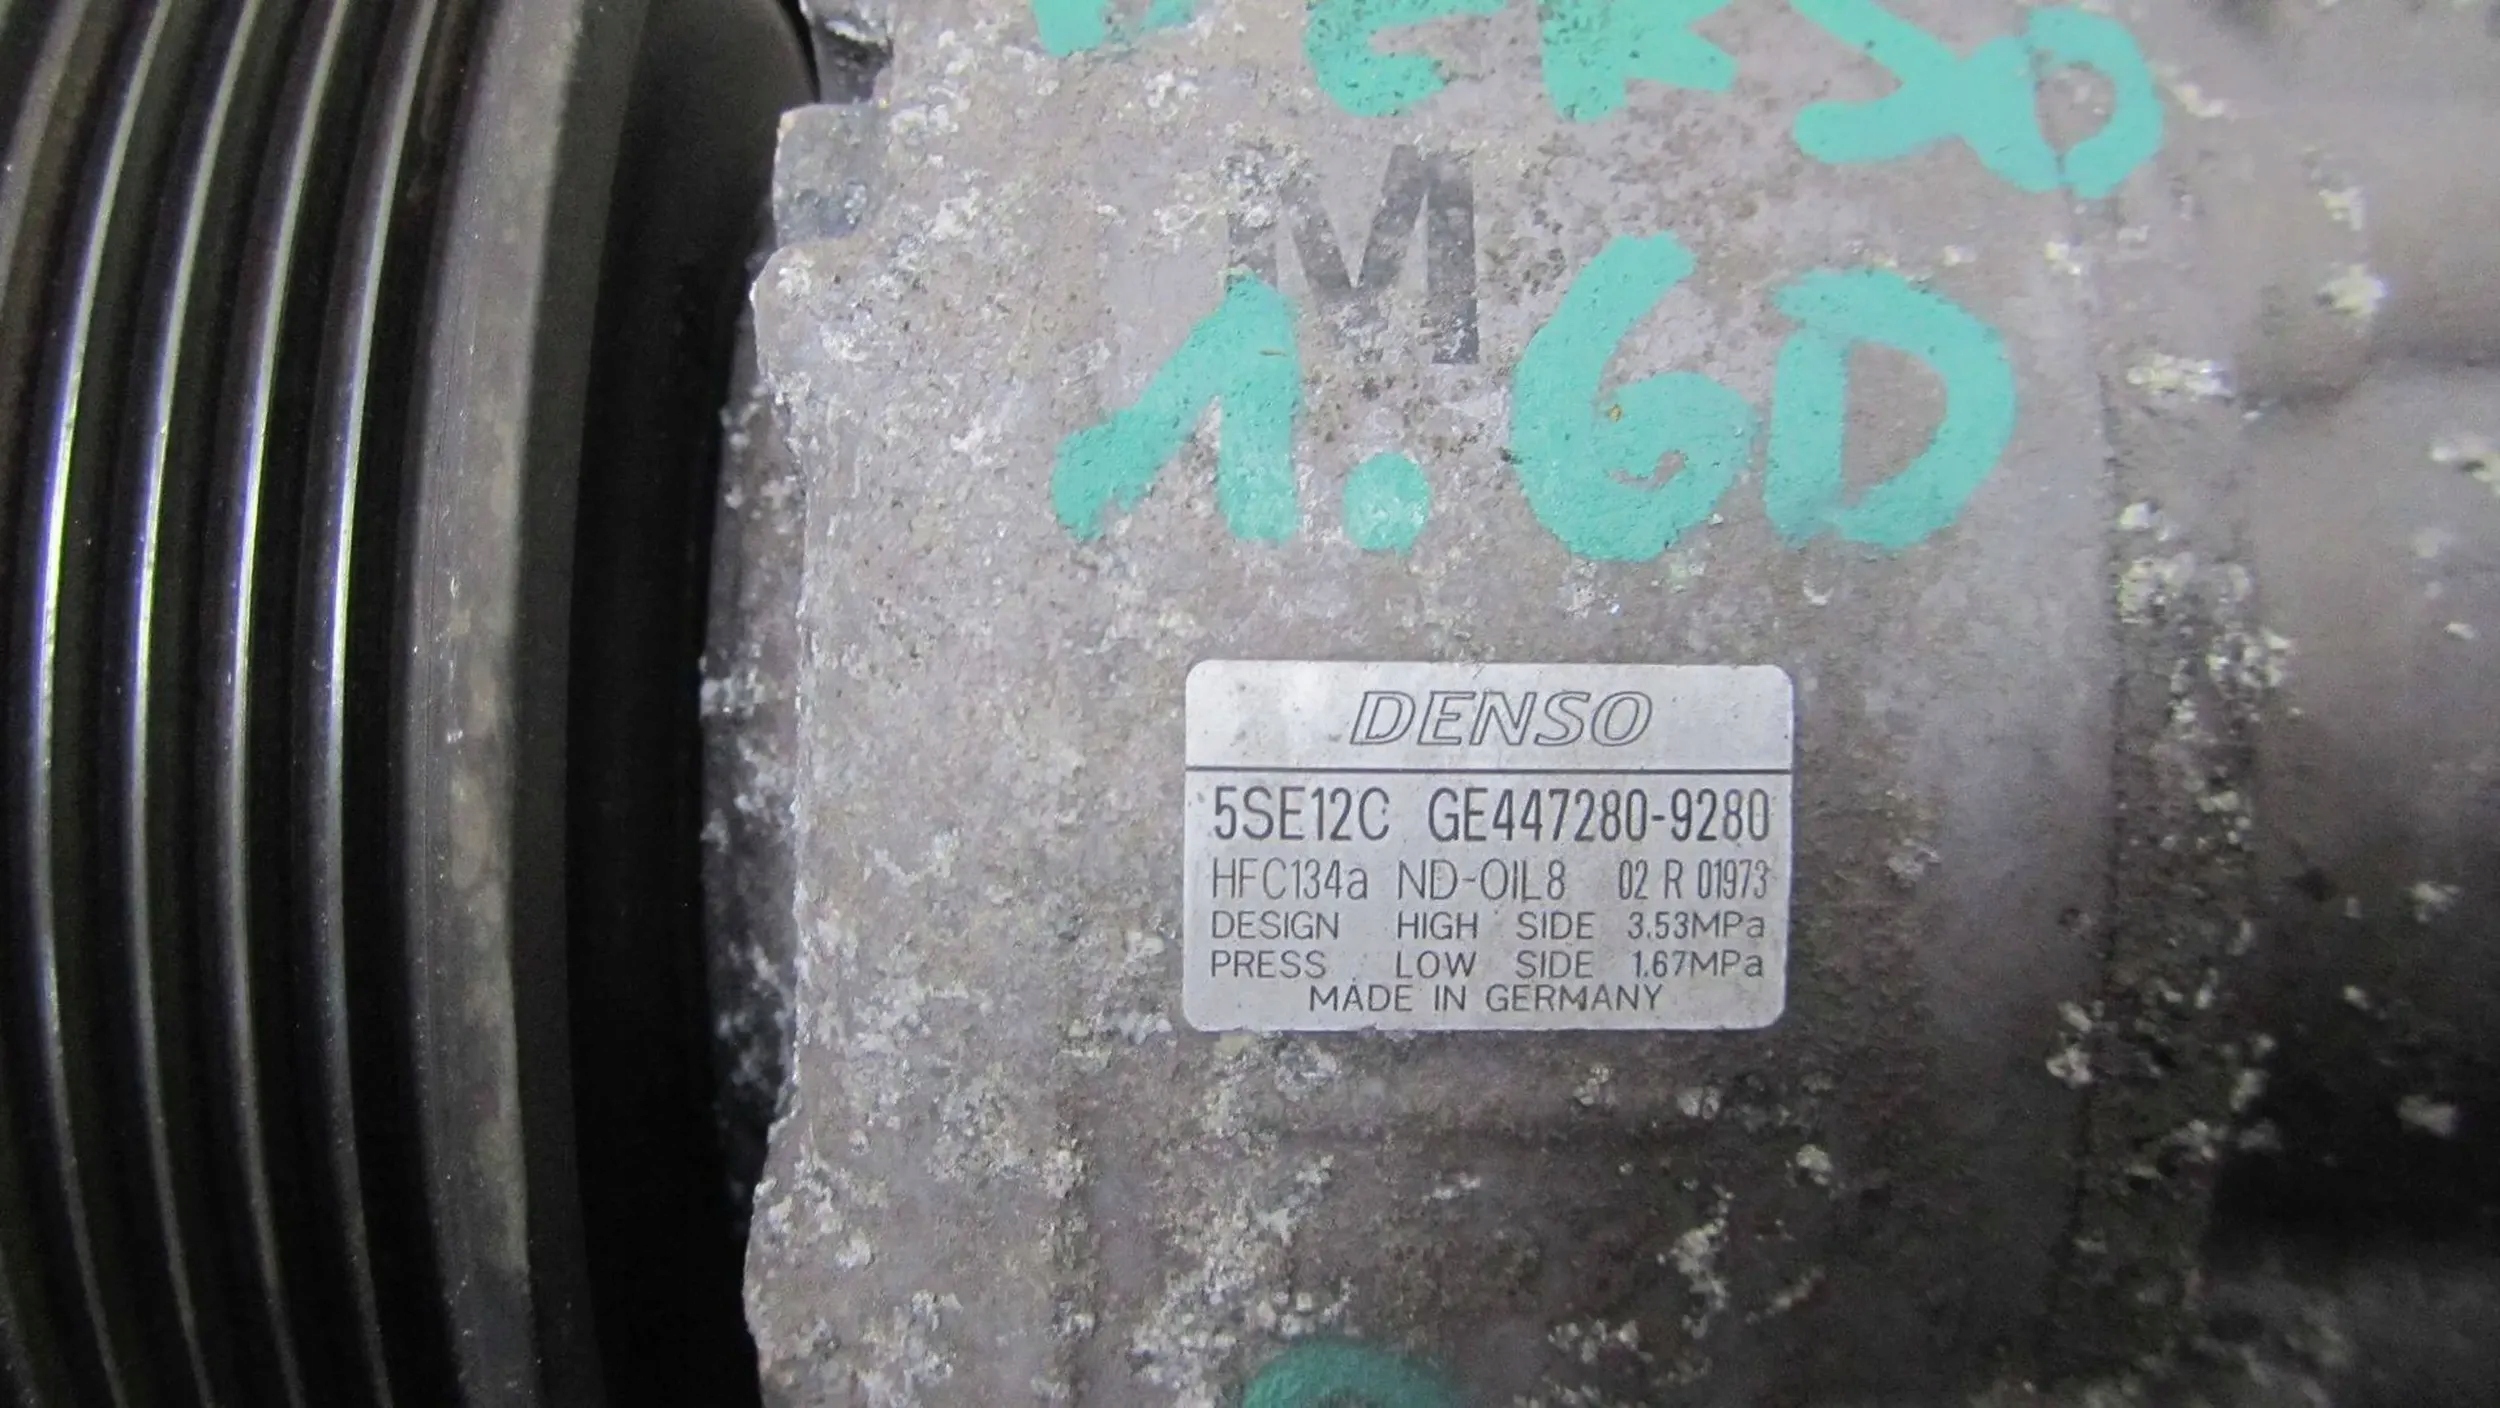 M
1.6D
DENSO
5SE12C GE447280-9280
HFC134a ND-OIL8 02 R 01973
DESIGN HIGH SIDE 3.53MPa
PRESS LOW SIDE 1.67MPa
MADE IN GERMANY